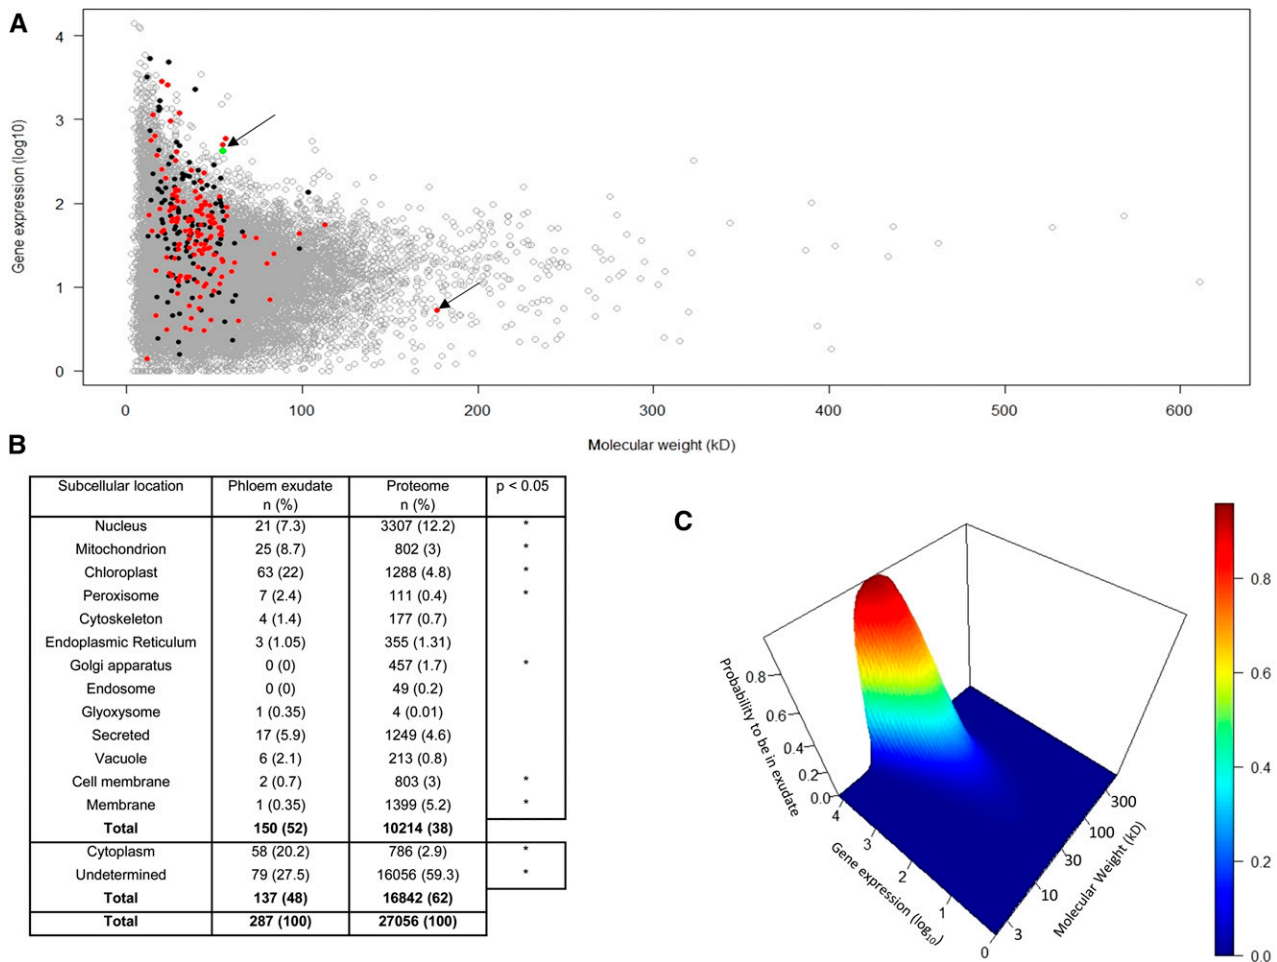 A
Gene expression (log10)
4
3
2
1
0
0 100 200 300 400 500 600
Molecular weight (kD)
B
Subcellular location Phloem exudate Proteome p < 0.05
n (%) n (%)
Nucleus 21 (7.3) 3307 (12.2) *
Mitochondrion 25 (8.7) 802 (3) *
Chloroplast 63 (22) 1288 (4.8) *
Peroxisome 7 (2.4) 111 (0.4) *
Cytoskeleton 4 (1.4) 177 (0.7)
Endoplasmic Reticulum 3 (1.05) 355 (1.31)
Golgi apparatus 0 (0) 457 (1.7) *
Endosome 0 (0) 49 (0.2)
Glyoxysome 1 (0.35) 4 (0.01)
Secreted 17 (5.9) 1249 (4.6)
Vacuole 6 (2.1) 213 (0.8)
Cell membrane 2 (0.7) 803 (3) *
Membrane 1 (0.35) 1399 (5.2) *
Total 150 (52) 10214 (38)
Cytoplasm 58 (20.2) 786 (2.9) *
Undetermined 79 (27.5) 16056 (59.3) *
Total 137 (48) 16842 (62)
Total 287 (100) 27056 (100)
C
Probability to be in exudate
0.8
0.6
0.4
0.2
0.0
4
3
2
1
0
Gene expression (log10)
3
10
30
100
300
Molecular Weight (kD)
0.8
0.6
0.4
0.2
0.0